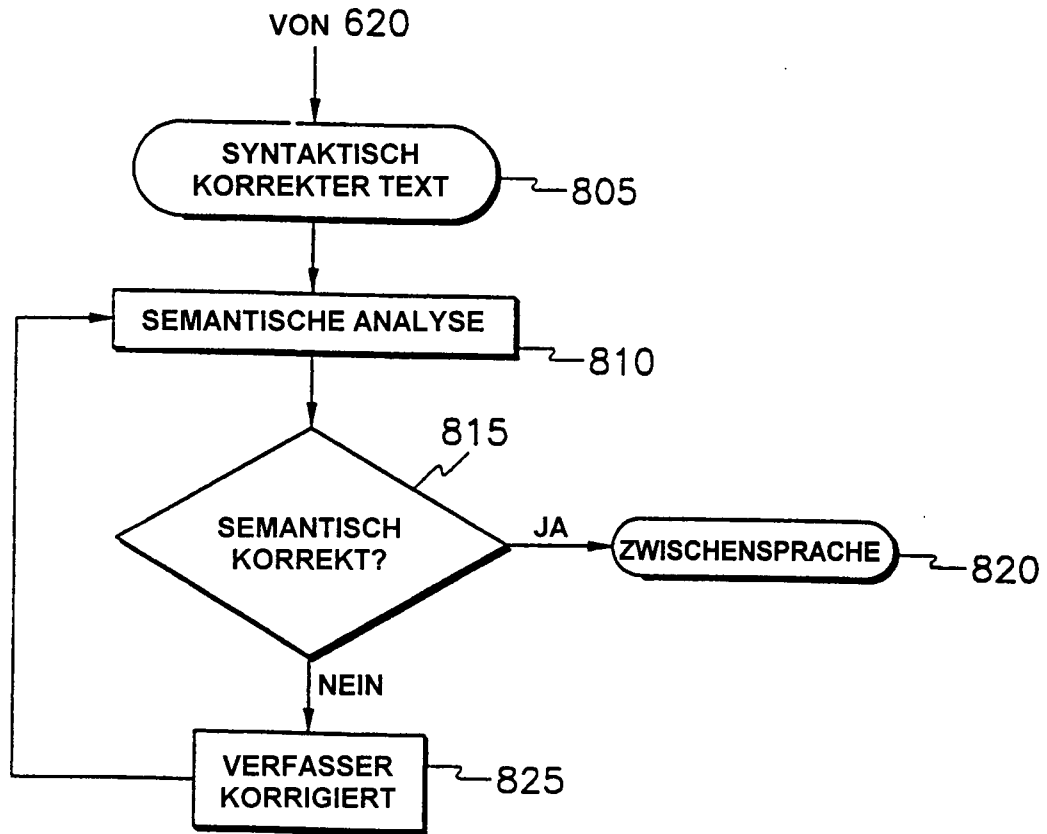 VON 620
SYNTAKTISCH
KORREKTER TEXT
805
SEMANTISCHE ANALYSE
810
815
SEMANTISCH
KORREKT?
JA
ZWISCHENSPRACHE
820
NEIN
VERFASSER
KORRIGIERT
825